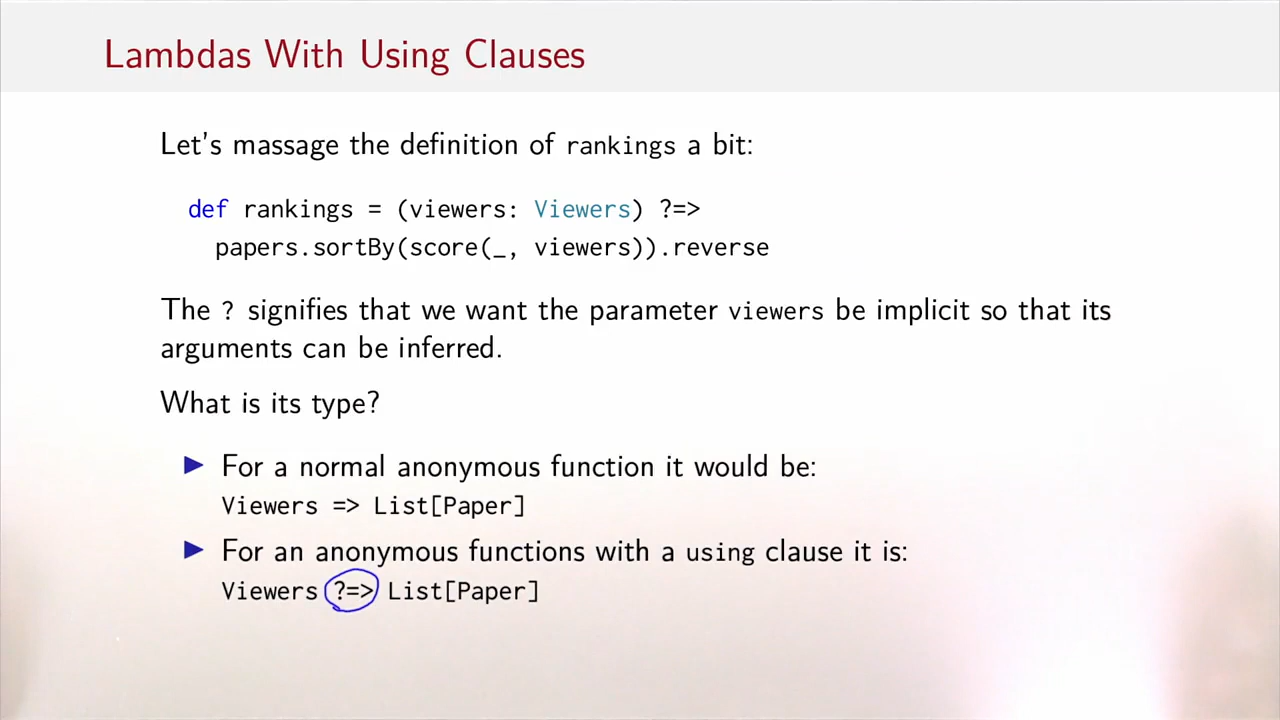 Lambdas With Using Clauses
Let's massage the definition of rankings a bit:
def rankings = (viewers: Viewers) ?=>
papers.sortBy(score(_, viewers)).reverse
The ? signifies that we want the parameter viewers be implicit so that its
arguments can be inferred.
What is its type?
▶ For a normal anonymous function it would be:
Viewers => List[Paper]
▶ For an anonymous functions with a using clause it is:
Viewers ?=> List[Paper]